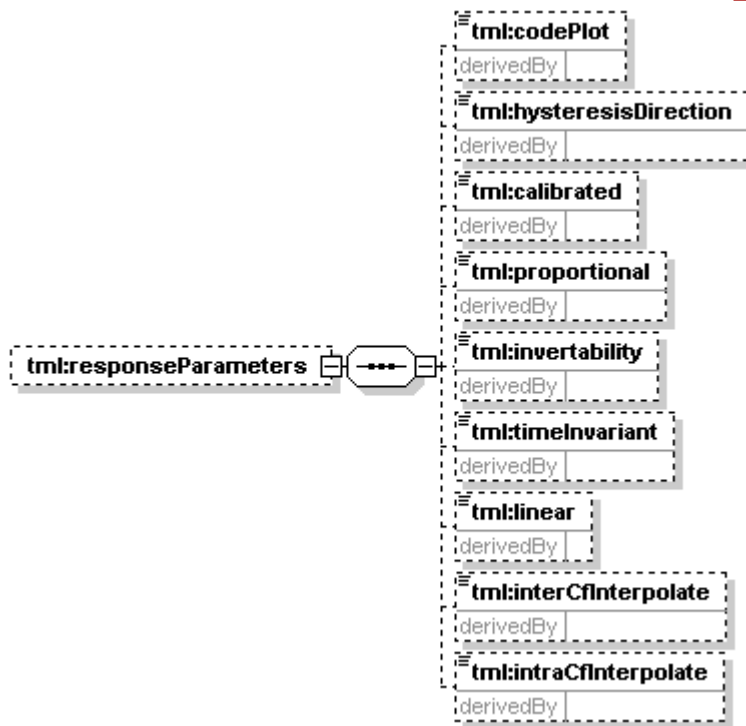 tml:codePlot
derivedBy
tml:hysteresisDirection
derivedBy
tml:calibrated
derivedBy
tml:proportional
derivedBy
tml:responseParameters
tml:invertability
derivedBy
tml:timeInvariant
derivedBy
tml:linear
derivedBy
tml:interCfInterpolate
derivedBy
tml:intraCfInterpolate
derivedBy